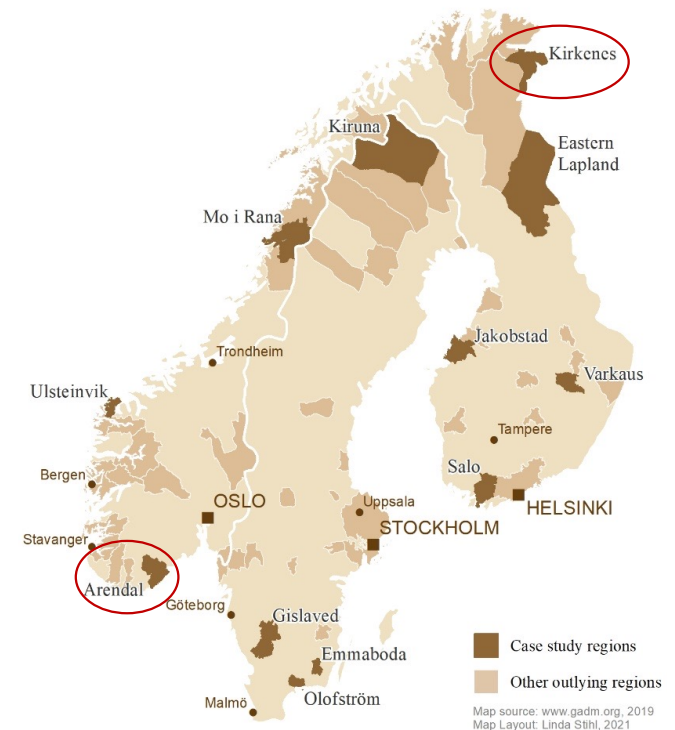 Kirkenes
Kiruna
Eastern
Lapland
Mo i Rana
Jakobstad
Trondheim
Varkaus
Ulsteinvik
Tampere
Salo
Bergen
OSLO
Uppsala
HELSINKI
STOCKHOLM
Stavanger
Arendal
Göteborg
Gislaved
Emmaboda
Olofström
Malmö
Case study regions
Other outlying regions
Map source: www.gadm.org, 2019
Map Layout: Linda Stihl, 2021